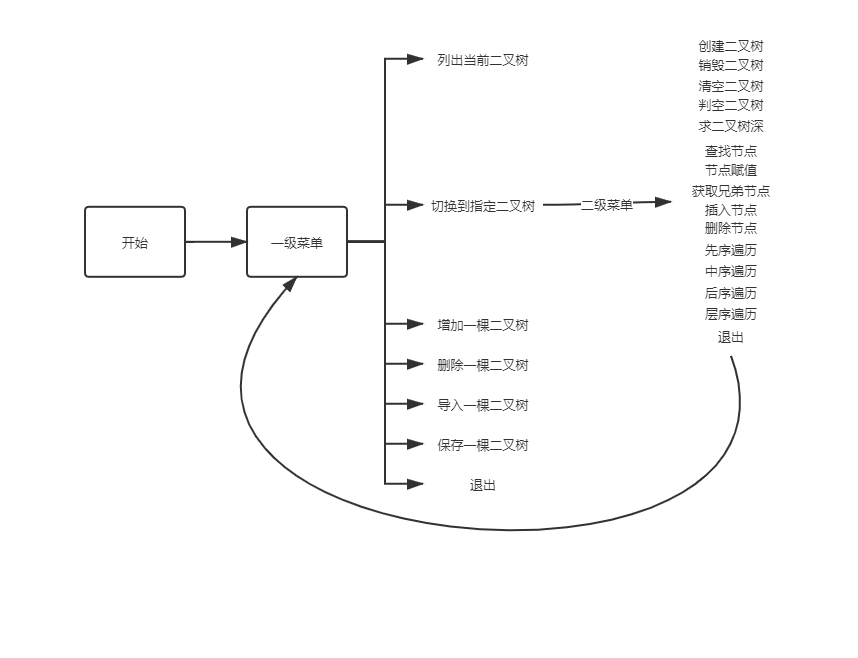 开始
一级菜单
列出当前二叉树
切换到指定二叉树
增加一棵二叉树
删除一棵二叉树
导入一棵二叉树
保存一棵二叉树
退出
二级菜单
创建二叉树
销毁二叉树
清空二叉树
判空二叉树
求二叉树深
查找节点
节点赋值
获取兄弟节点
插入节点
删除节点
先序遍历
中序遍历
后序遍历
层序遍历
退出